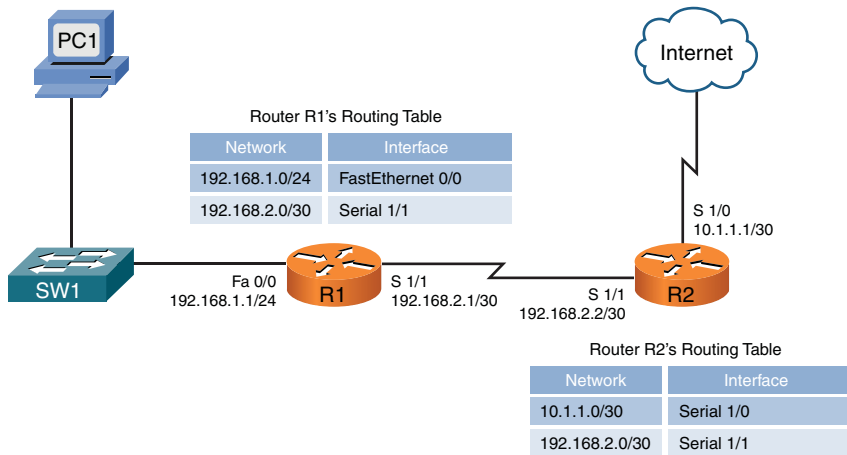 PC1
Internet
Router R1's Routing Table
Network Interface
192.168.1.0/24 FastEthernet 0/0
192.168.2.0/30 Serial 1/1
S 1/0
10.1.1.1/30
SW1
Fa 0/0
192.168.1.1/24
R1
S 1/1
192.168.2.1/30
S 1/1
192.168.2.2/30
R2
Router R2's Routing Table
Network Interface
10.1.1.0/30 Serial 1/0
192.168.2.0/30 Serial 1/1